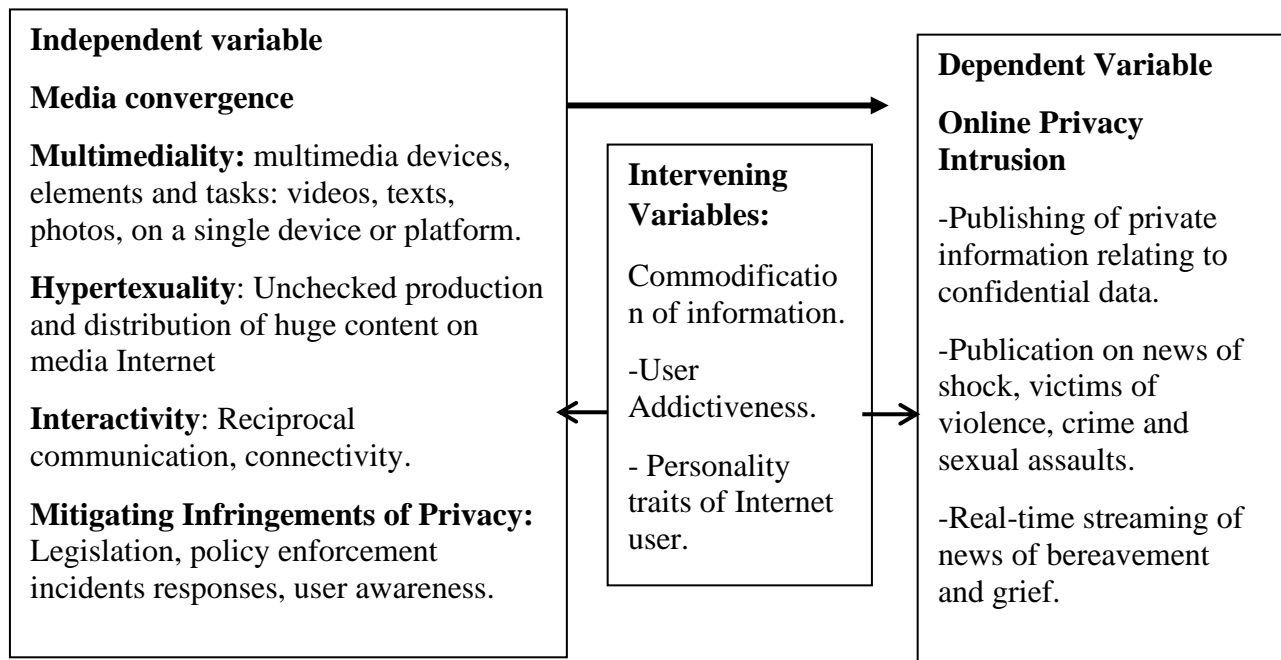 Independent variable
Media convergence
Multimediality: multimedia devices,
elements and tasks: videos, texts,
photos, on a single device or platform.
Hypertexuality: Unchecked production
and distribution of huge content on
media Internet
Interactivity: Reciprocal
communication, connectivity.
Mitigating Infringements of Privacy:
Legislation, policy enforcement
incidents responses, user awareness.
Intervening
Variables:
Commodificatio
n of information.
-User
Addictiveness.
- Personality
traits of Internet
user.
Dependent Variable
Online Privacy
Intrusion
-Publishing of private
information relating to
confidential data.
-Publication on news of
shock, victims of
violence, crime and
sexual assaults.
-Real-time streaming of
news of bereavement
and grief.